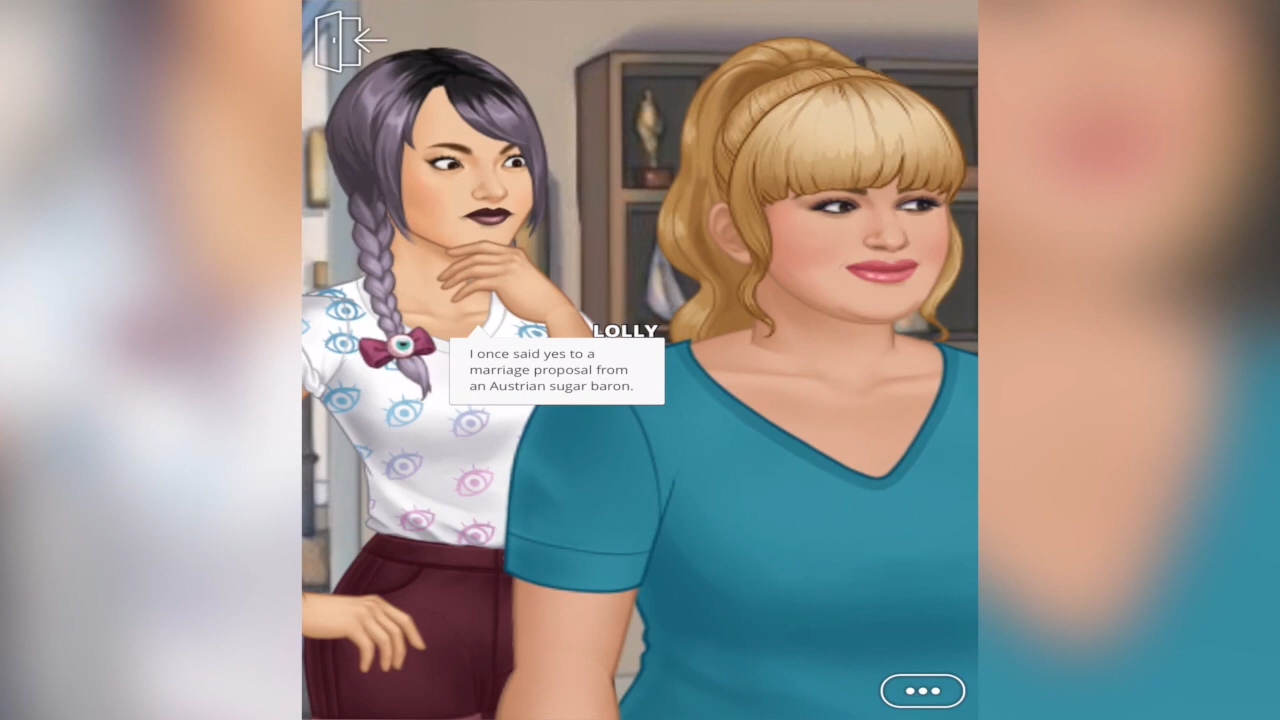 LOLLY
I once said yes to a
marriage proposal from
an Austrian sugar baron.